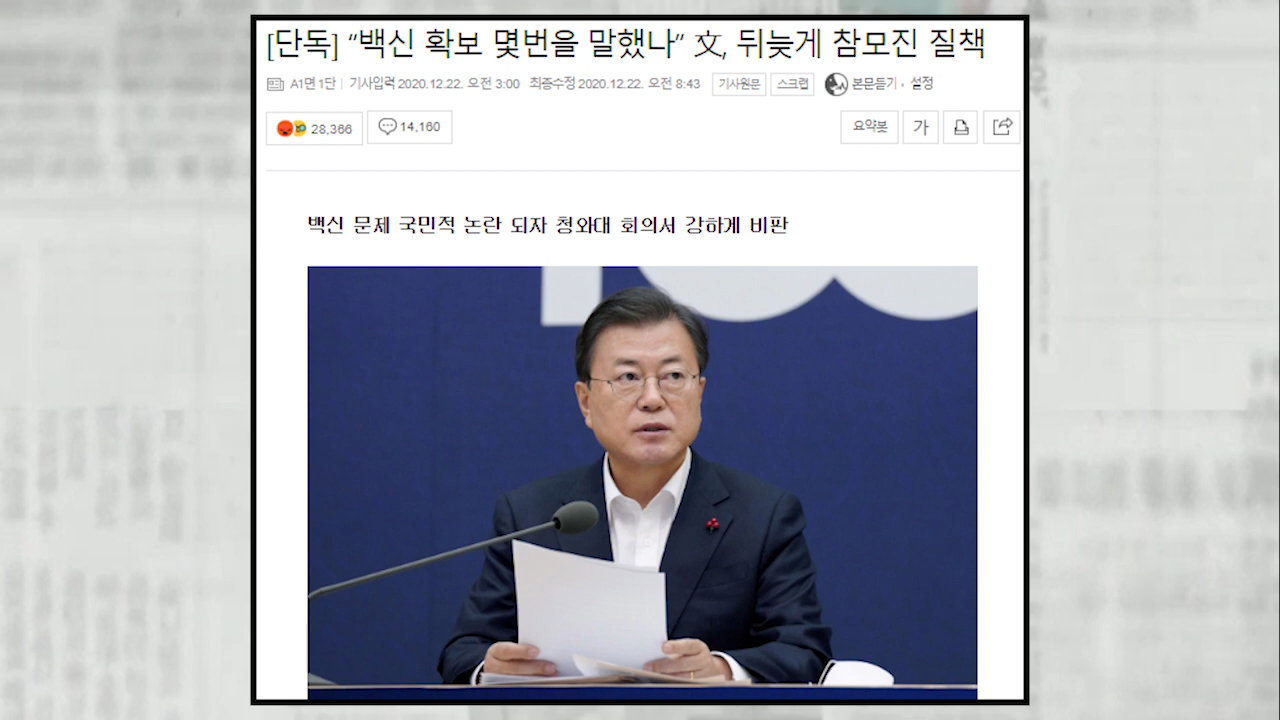 [단독] "백신 확보 몇번을 말했나" 文, 뒤늦게 참모진 질책
A1면 1단 | 기사입력 2020.12.22. 오전 3:00 최종수정 2020.12.22. 오전 8:43 기사원문 스크랩 본문듣기 · 설정
28,366 14,160 요약봇 가
백신 문제 국민적 논란 되자 청와대 회의서 강하게 비판